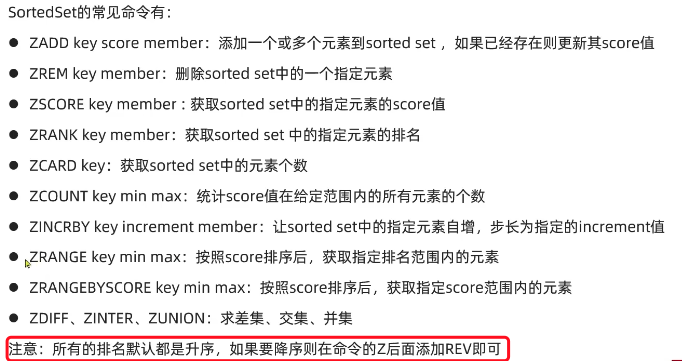 SortedSet的常见命令有：
● ZADD key score member：添加一个或多个元素到sorted set ，如果已经存在则更新其score值
● ZREM key member：删除sorted set中的一个指定元素
● ZSCORE key member : 获取sorted set中的指定元素的score值
● ZRANK key member：获取sorted set 中的指定元素的排名
● ZCARD key：获取sorted set中的元素个数
● ZCOUNT key min max：统计score值在给定范围内的所有元素的个数
● ZINCRBY key increment member：让sorted set中的指定元素自增，步长为指定的increment值
● ZRANGE key min max：按照score排序后，获取指定排名范围内的元素
● ZRANGEBYSCORE key min max：按照score排序后，获取指定score范围内的元素
● ZDIFF、ZINTER、ZUNION：求差集、交集、并集
注意：所有的排名默认都是升序，如果要降序则在命令的Z后面添加REV即可